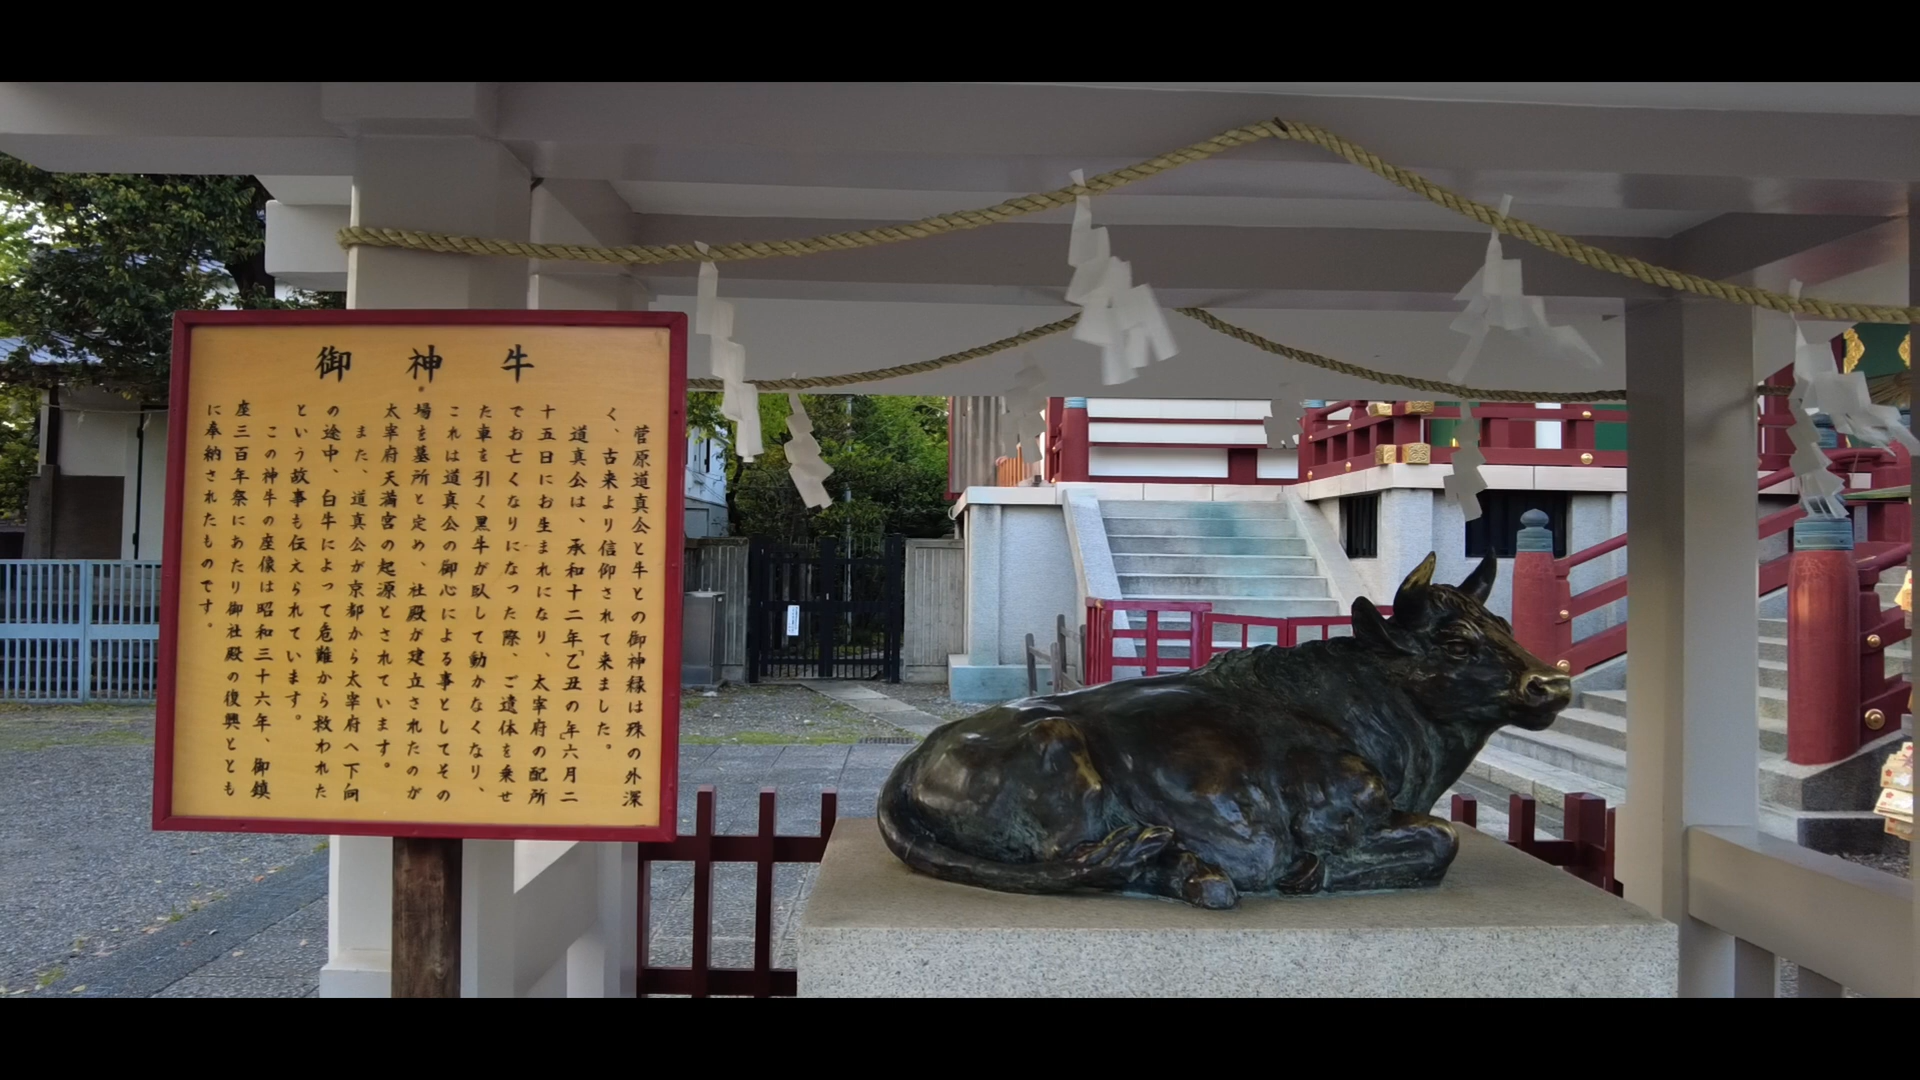 御神牛
菅原道真公と牛との御神縁は殊の外深
く、古来より信仰されて来ました。
道真公は、承和十二年「乙丑の年」六月二
十五日にお生まれになり、太宰府の配所
でお亡くなりになった際、ご遺体を乗せ
た車を引く黒牛が臥して動かなくなり、
これは道真公の御心による事としてその
場を墓所と定め、社殿が建立されたのが
太宰府天満宮の起源とされています。
また、道真公が京都から太宰府へ下向
の途中、白牛によって危難から救われた
という故事も伝えられています。
この神牛の座像は昭和三十六年、御鎮
座三百年祭にあたり御社殿の復興ととも
に奉納されたものです。